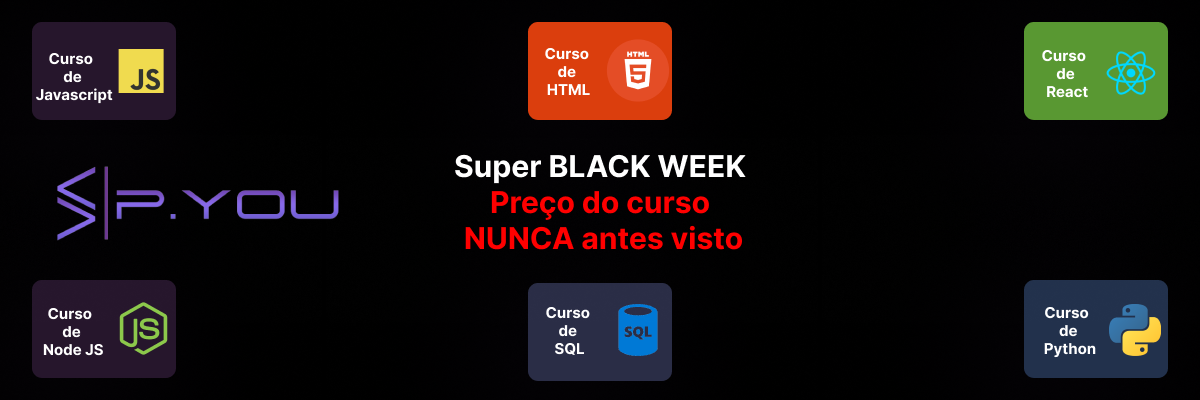 Curso
de
Javascript
JS
Curso
de
HTML
HTML
5
Curso
de
React
Super BLACK WEEK
Preço do curso
NUNCA antes visto
P.YOU
Curso
de
Node JS
JS
Curso
de
SQL
SQL
Curso
de
Python